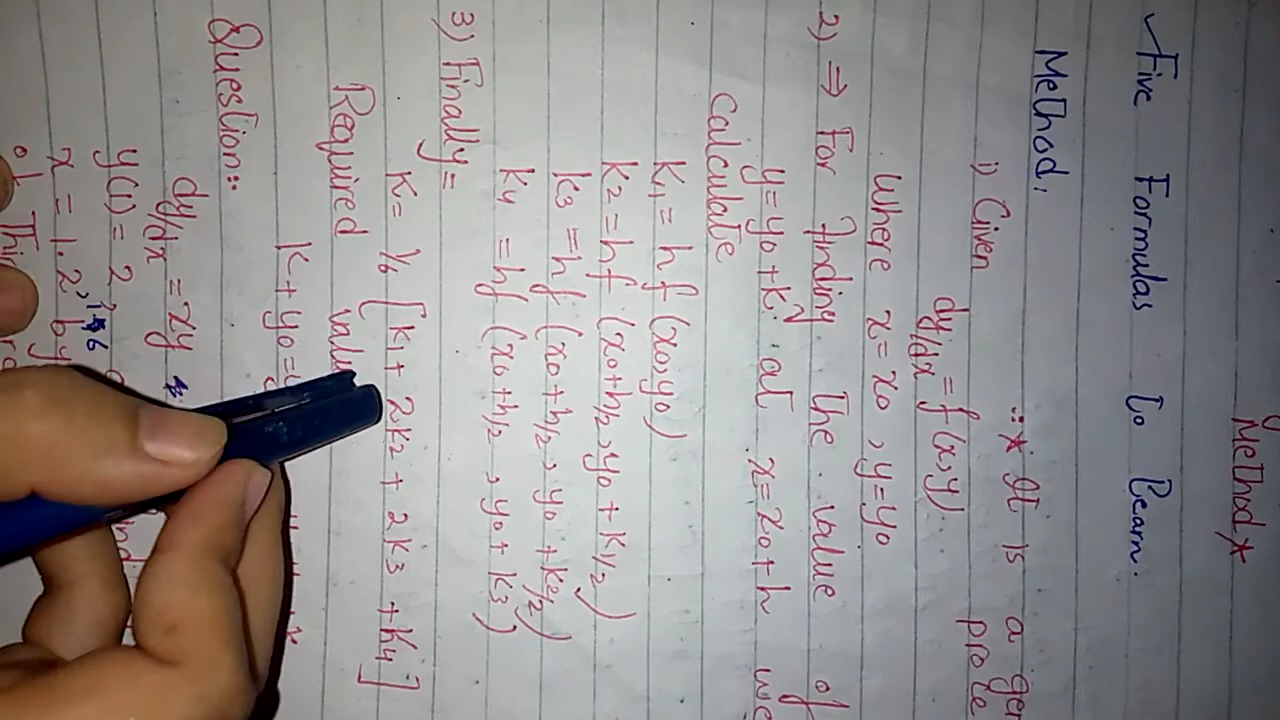 Method *
✓ Five Formulas To Learn.
Method.
∴ * It is a
1) Given
dy/dx = f(x,y).
Where x = x0 , y = y0
2) ⇒ For finding the value of
y = y0 + k at x = x0 + h we
Calculate
K1 = hf (x0, y0)
K2 = hf (x0 + h/2, y0 + K1/2)
K3 = hf (x0 + h/2, y0 + K2/2)
K4 = hf (x0 + h/2, y0 + K3)
3) Finally =
K = 1/6 [K1 + 2K2 + 2K3 + K4]
Required
K + y0 =
Question:
dy/dx = xy
y(1) = 2,
x = 1.2, by
of